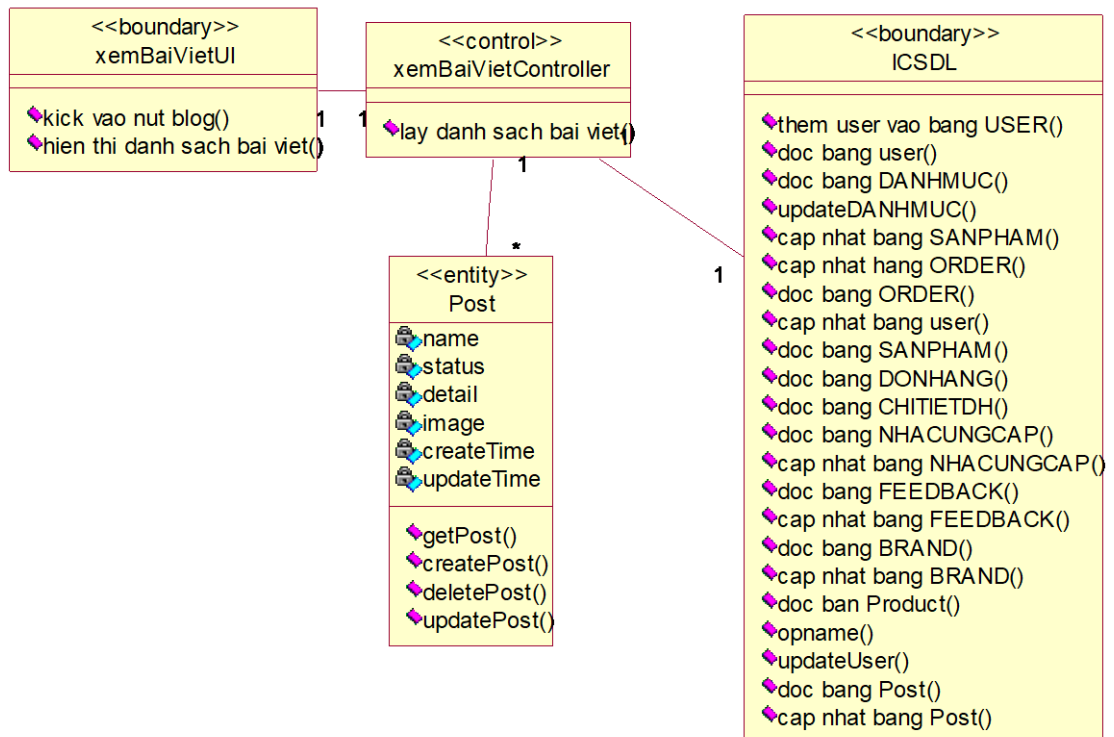 <<boundary>>
xemBaiVietUI
kick vao nut blog()
hien thi danh sach bai viet()
1
1
<<control>>
xemBaiVietController
lay danh sach bai viet()
1
*
1
<<entity>>
Post
name
status
detail
image
createTime
updateTime
getPost()
createPost()
deletePost()
updatePost()
<<boundary>>
ICSDL
them user vao bang USER()
doc bang user()
doc bang DANHMUC()
updateDANHMUC()
cap nhat bang SANPHAM()
cap nhat hang ORDER()
doc bang ORDER()
cap nhat bang user()
doc bang SANPHAM()
doc bang DONHANG()
doc bang CHITIETDH()
doc bang NHACUNGCAP()
cap nhat bang NHACUNGCAP()
doc bang FEEDBACK()
cap nhat bang FEEDBACK()
doc bang BRAND()
cap nhat bang BRAND()
doc ban Product()
opname()
updateUser()
doc bang Post()
cap nhat bang Post()